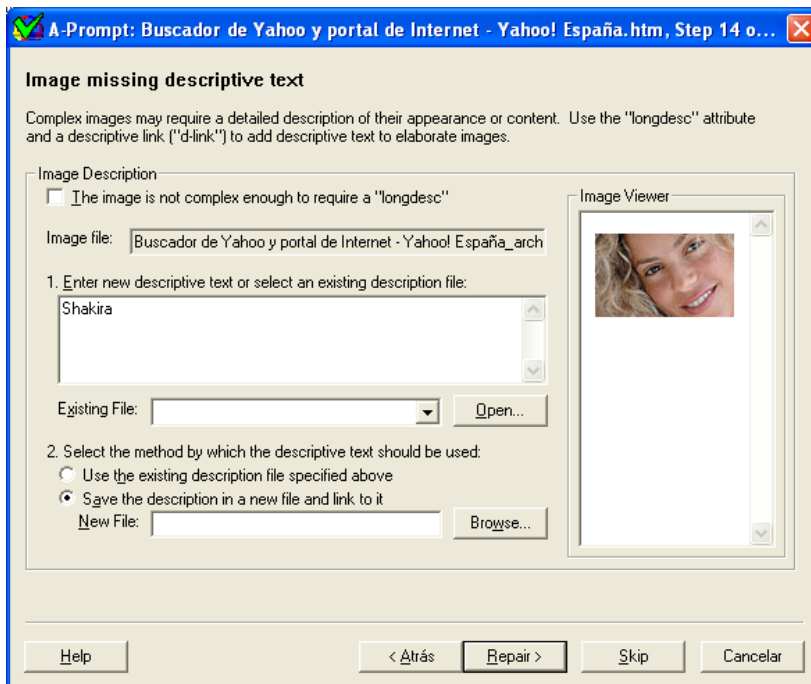 A-Prompt: Buscador de Yahoo y portal de Internet - Yahoo! España.htm, Step 14 o...
Image missing descriptive text
Complex images may require a detailed description of their appearance or content. Use the "longdesc" attribute
and a descriptive link ("d-link") to add descriptive text to elaborate images.
Image Description
The image is not complex enough to require a "longdesc"
Image file: Buscador de Yahoo y portal de Internet - Yahoo! España_arch
1. Enter new descriptive text or select an existing description file:
Shakira
Existing File:
Open...
2. Select the method by which the descriptive text should be used:
Use the existing description file specified above
Save the description in a new file and link to it
New File:
Browse...
Image Viewer
Help
< Atrás
Repair >
Skip
Cancelar